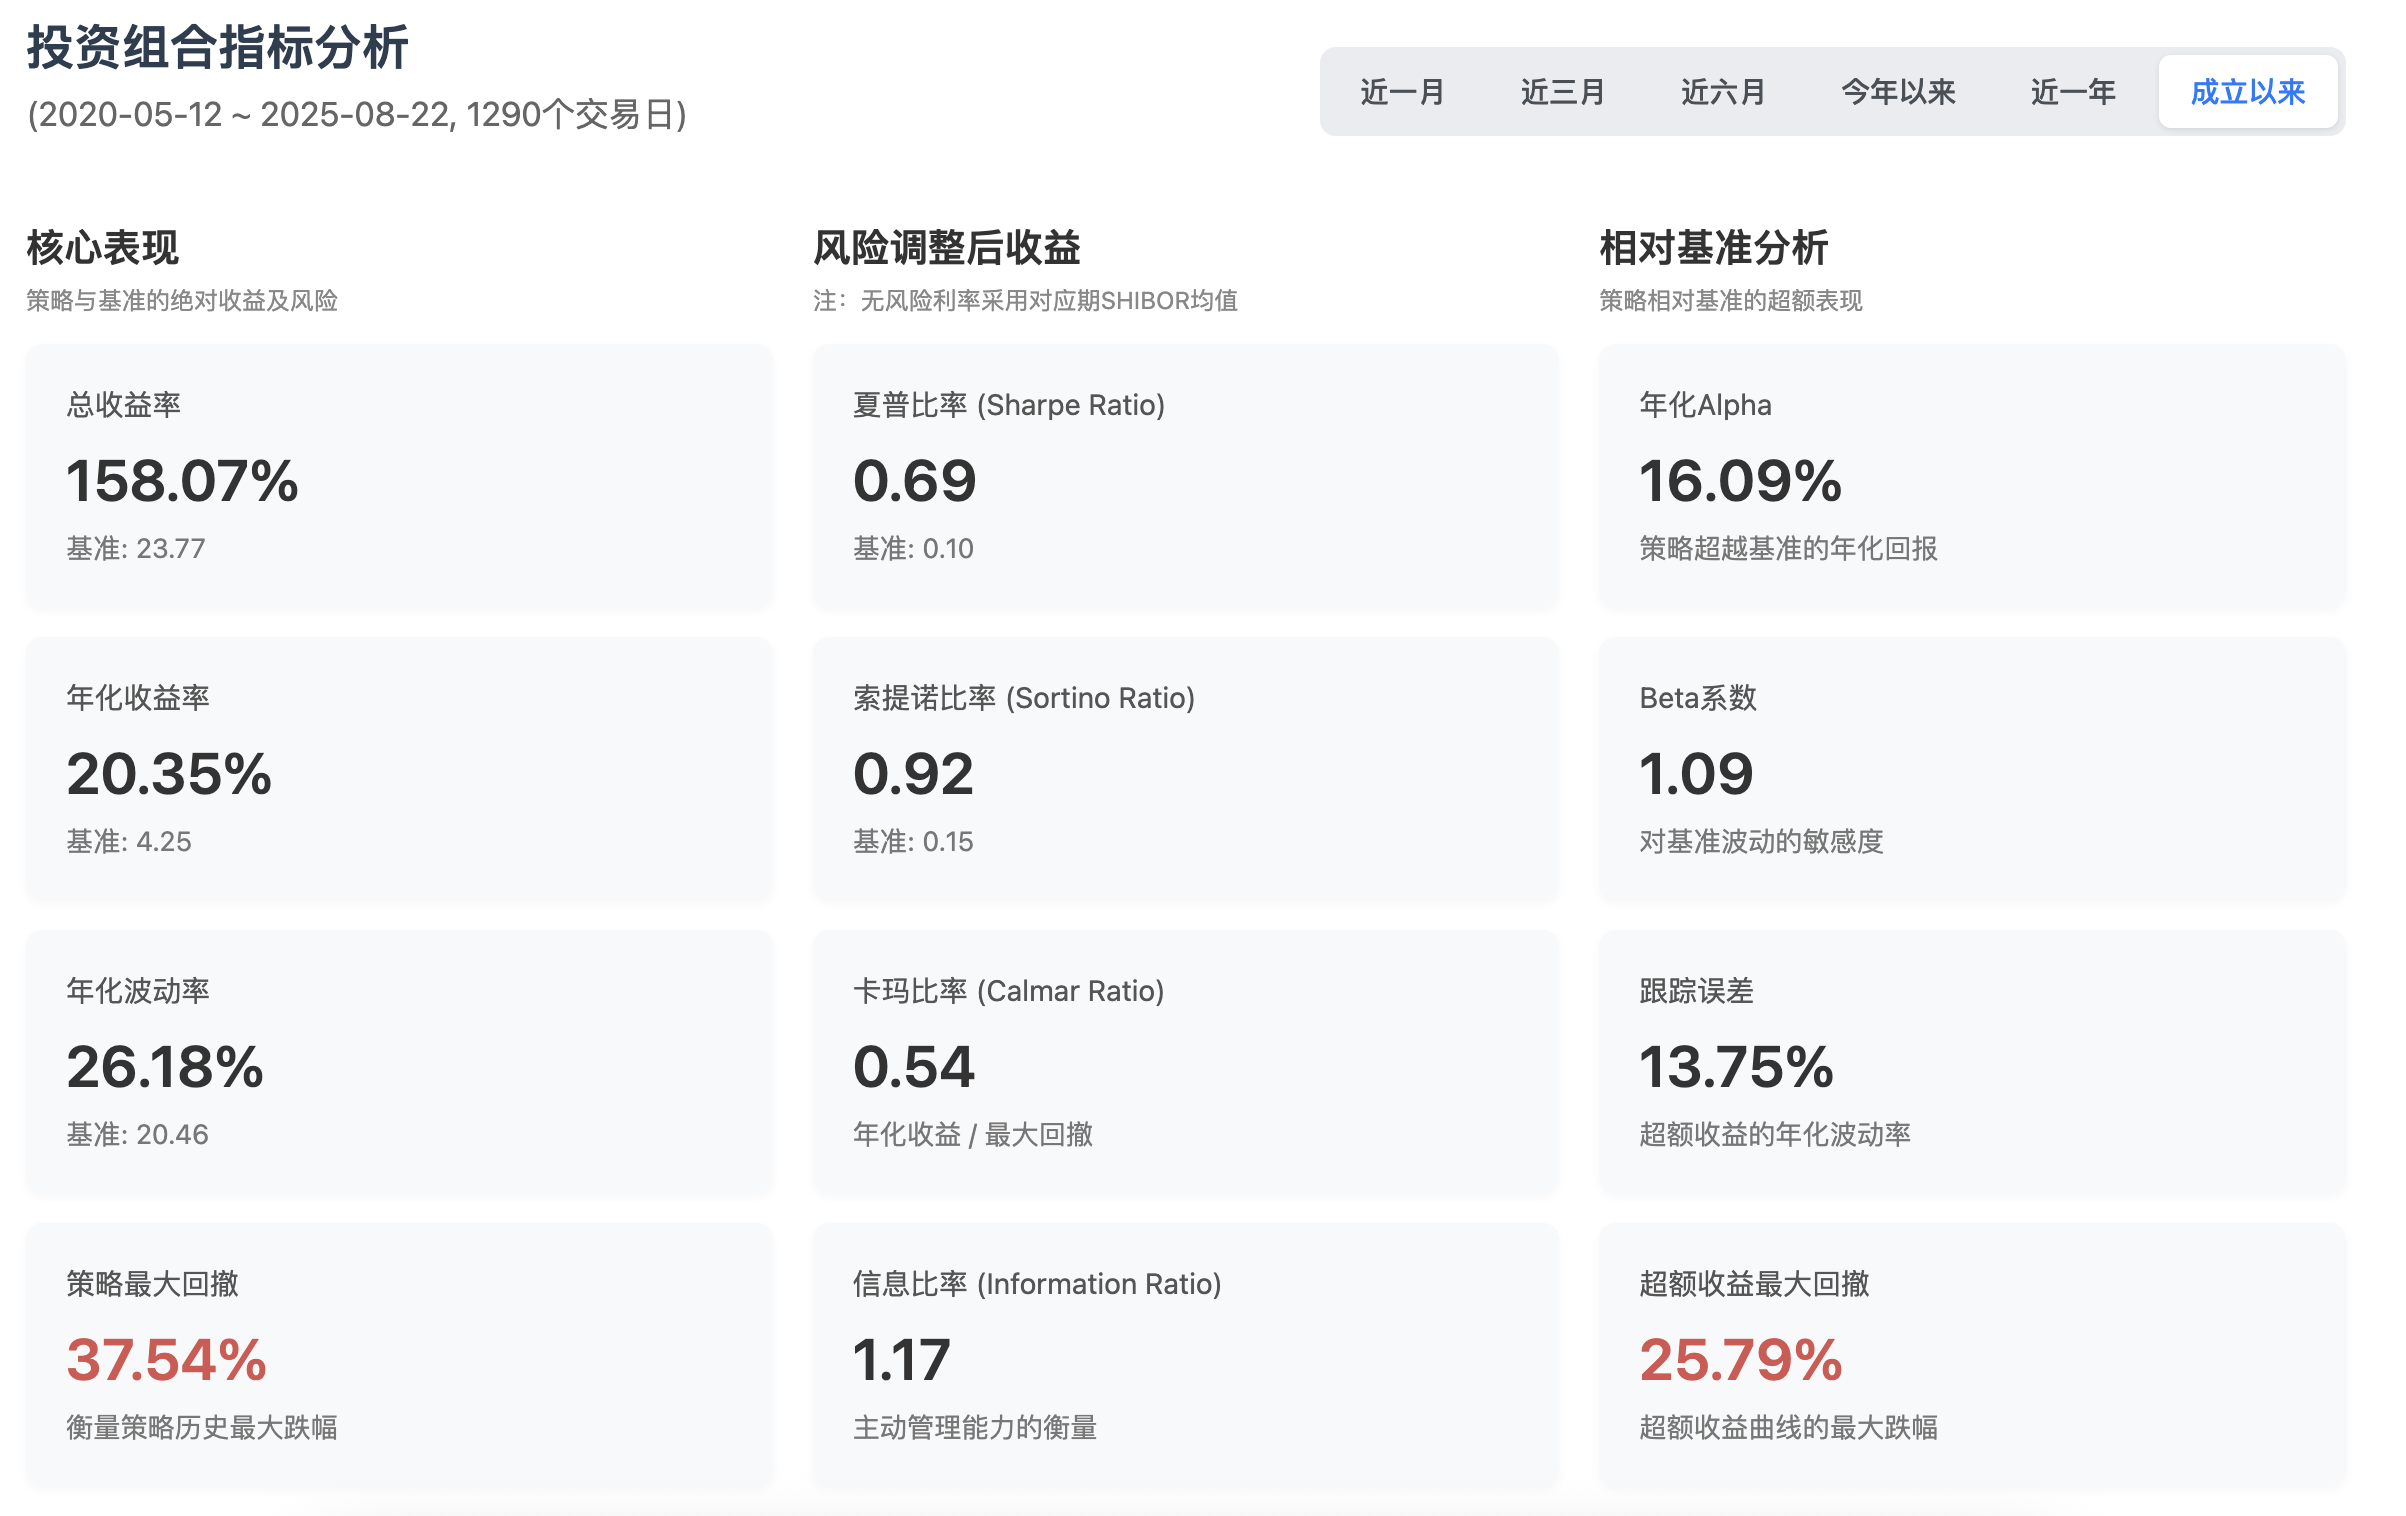 投资组合指标分析
(2020-05-12 ~ 2025-08-22, 1290个交易日)
近一月
近三月
近六月
今年以来
近一年
成立以来
核心表现
策略与基准的绝对收益及风险
总收益率
158.07%
基准: 23.77
年化收益率
20.35%
基准: 4.25
年化波动率
26.18%
基准: 20.46
策略最大回撤
37.54%
衡量策略历史最大跌幅
风险调整后收益
注：无风险利率采用对应期SHIBOR均值
夏普比率 (Sharpe Ratio)
0.69
基准: 0.10
索提诺比率 (Sortino Ratio)
0.92
基准: 0.15
卡玛比率 (Calmar Ratio)
0.54
年化收益 / 最大回撤
信息比率 (Information Ratio)
1.17
主动管理能力的衡量
相对基准分析
策略相对基准的超额表现
年化Alpha
16.09%
策略超越基准的年化回报
Beta系数
1.09
对基准波动的敏感度
跟踪误差
13.75%
超额收益的年化波动率
超额收益最大回撤
25.79%
超额收益曲线的最大跌幅